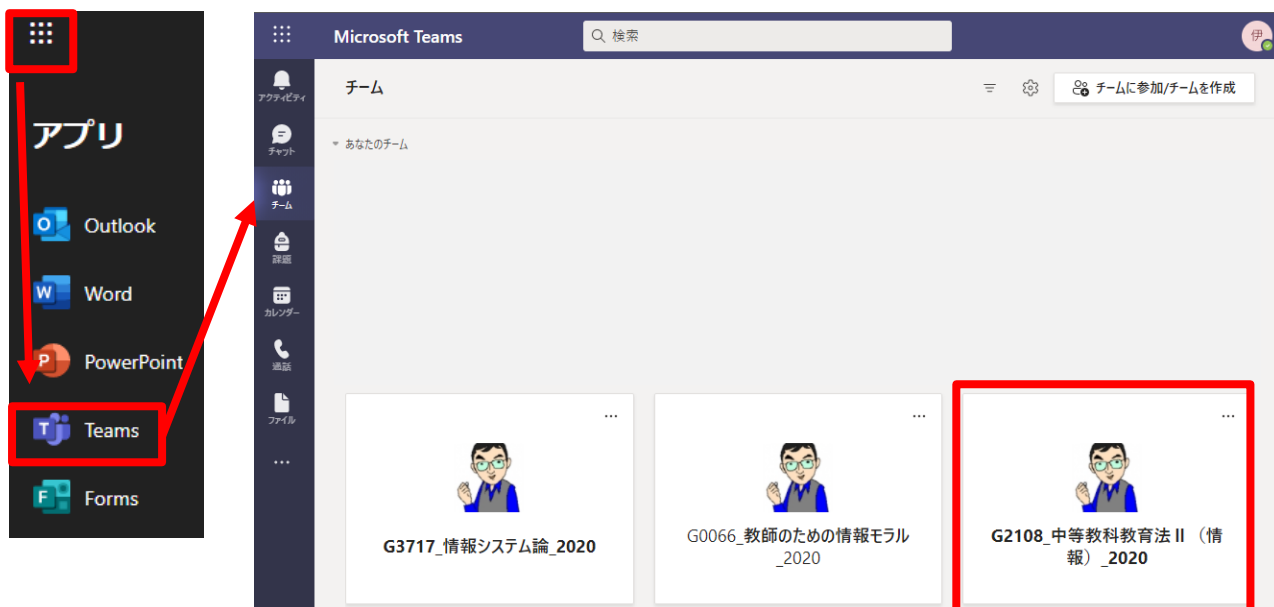 アプリ
Outlook
Word
PowerPoint
Teams
Forms
Microsoft Teams
検索
伊
アクティビティ
チャット
チーム
課題
カレンダー
通話
ファイル
...
チーム
チームに参加/チームを作成
あなたのチーム
...
G3717_情報システム論_2020
...
G0066_教師のための情報モラル
_2020
...
G2108_中等教科教育法Ⅱ（情
報）_2020